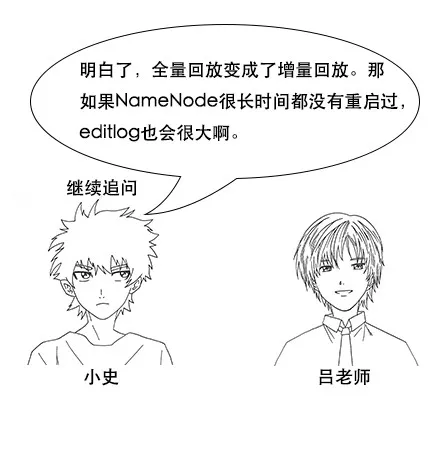 明白了，全量回放变成了增量回放。那
如果NameNode很长时间都没有重启过，
editlog也会很大啊。
继续追问
小史
吕老师